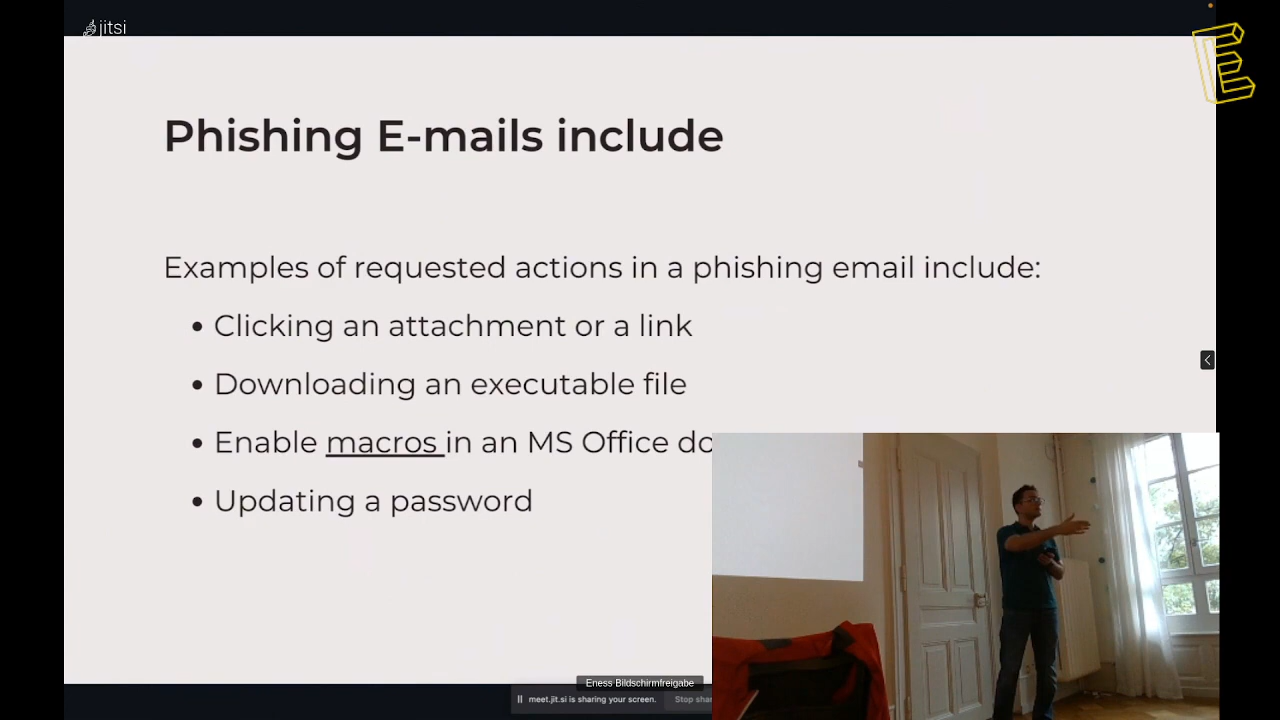 jitsi
E
Phishing E-mails include
Examples of requested actions in a phishing email include:
• Clicking an attachment or a link
• Downloading an executable file
• Enable macros in an MS Office do
• Updating a password
Eness Bildschirmfreigabe
meet.jit.si is sharing your screen. Stop shar